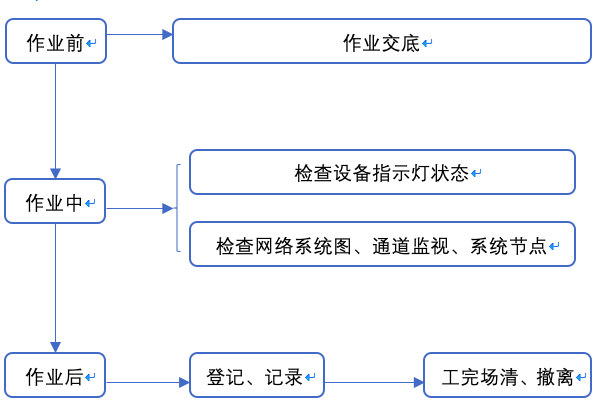 作业前
作业交底
检查设备指示灯状态
作业中
检查网络系统图、通道监视、系统节点
作业后
登记、记录
工完场清、撤离